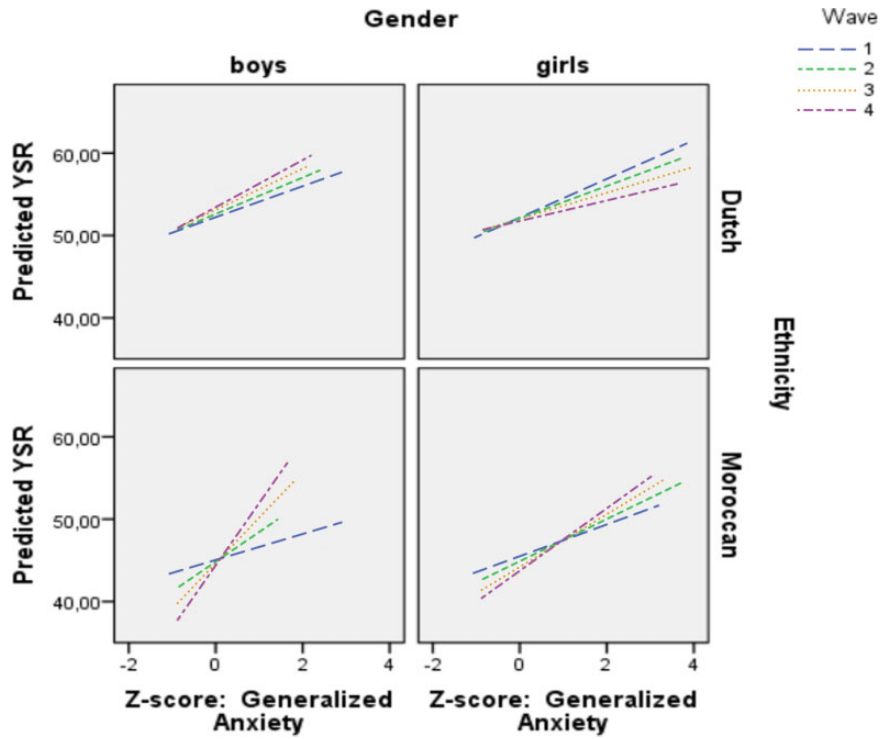 Gender
Wave
boys
girls
1
2
3
4
Predicted YSR
60,00
50,00
40,00
Dutch
Ethnicity
Predicted YSR
60,00
50,00
40,00
Moroccan
-2 0 2 4
-2 0 2 4
Z-score: Generalized
Anxiety
Z-score: Generalized
Anxiety